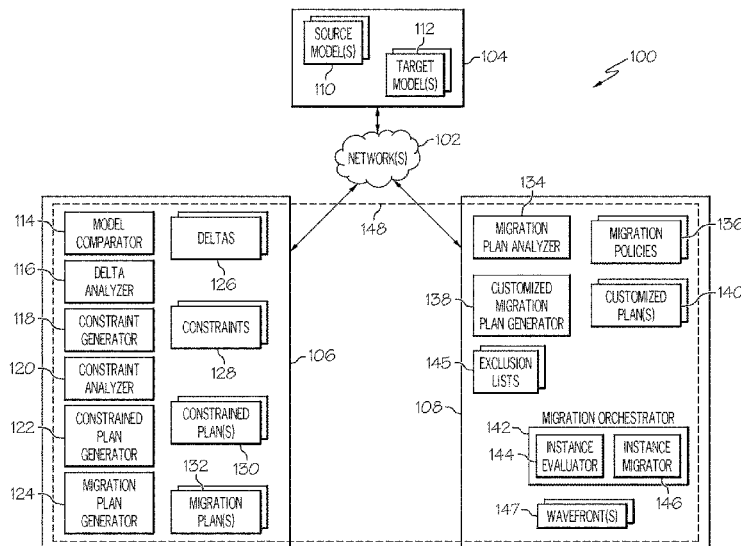 SOURCE
MODEL(S)
110
112
TARGET
MODEL(S)
104
100
102
NETWORK(S)
148
114
MODEL
COMPARATOR
116
DELTA
ANALYZER
118
CONSTRAINT
GENERATOR
120
CONSTRAINT
ANALYZER
122
CONSTRAINED
PLAN
GENERATOR
124
MIGRATION PLAN
GENERATOR
DELTAS
126
CONSTRAINTS
128
CONSTRAINED
PLAN(S)
130
132
MIGRATION
PLAN(S)
106
134
MIGRATION
PLAN ANALYZER
136
MIGRATION
POLICIES
138
CUSTOMIZED
MIGRATION
PLAN GENERATOR
CUSTOMIZED
PLAN(S)
140
145
EXCLUSION
LISTS
108
MIGRATION ORCHESTRATOR
142
144
INSTANCE
EVALUATOR
INSTANCE
MIGRATOR
146
147
WAVEFRONT(S)